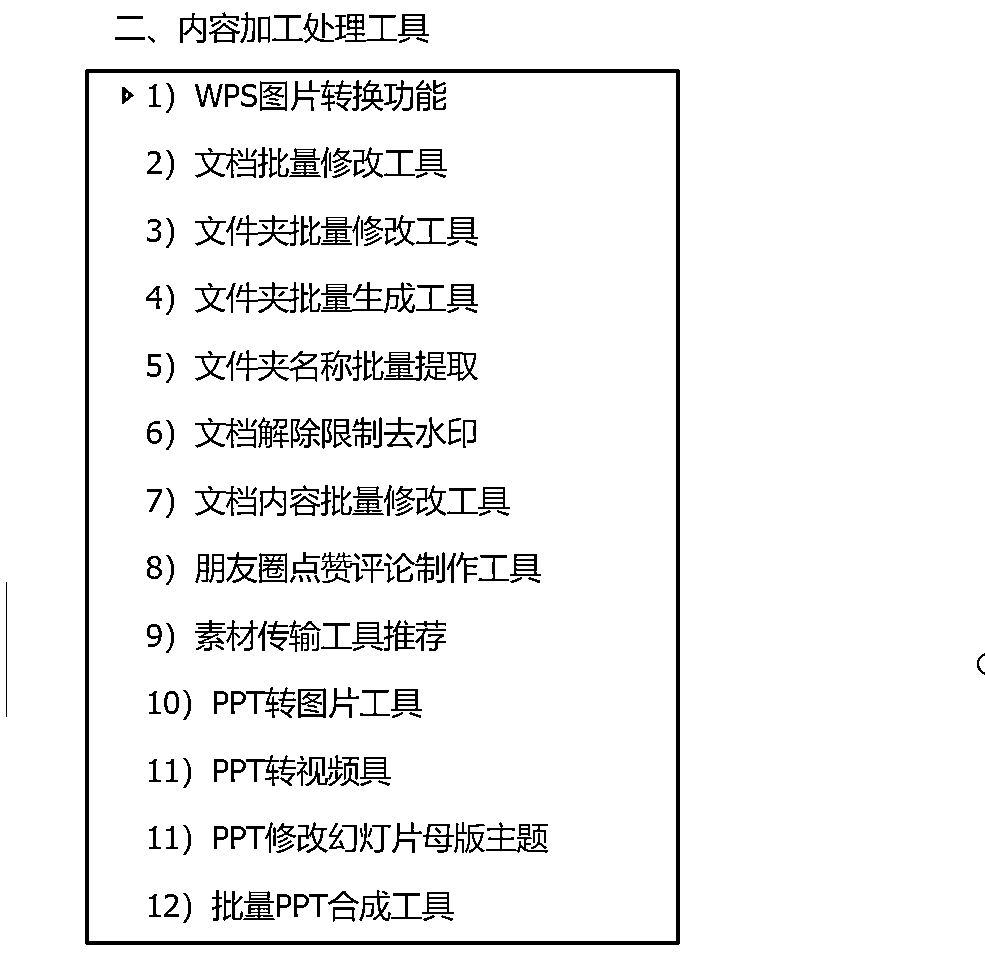 二、内容加工处理工具
1）WPS图片转换功能
2）文档批量修改工具
3）文件夹批量修改工具
4）文件夹批量生成工具
5）文件夹名称批量提取
6）文档解除限制去水印
7）文档内容批量修改工具
8）朋友圈点赞评论制作工具
9）素材传输工具推荐
10）PPT转图片工具
11）PPT转视频具
11）PPT修改幻灯片母版主题
12）批量PPT合成工具